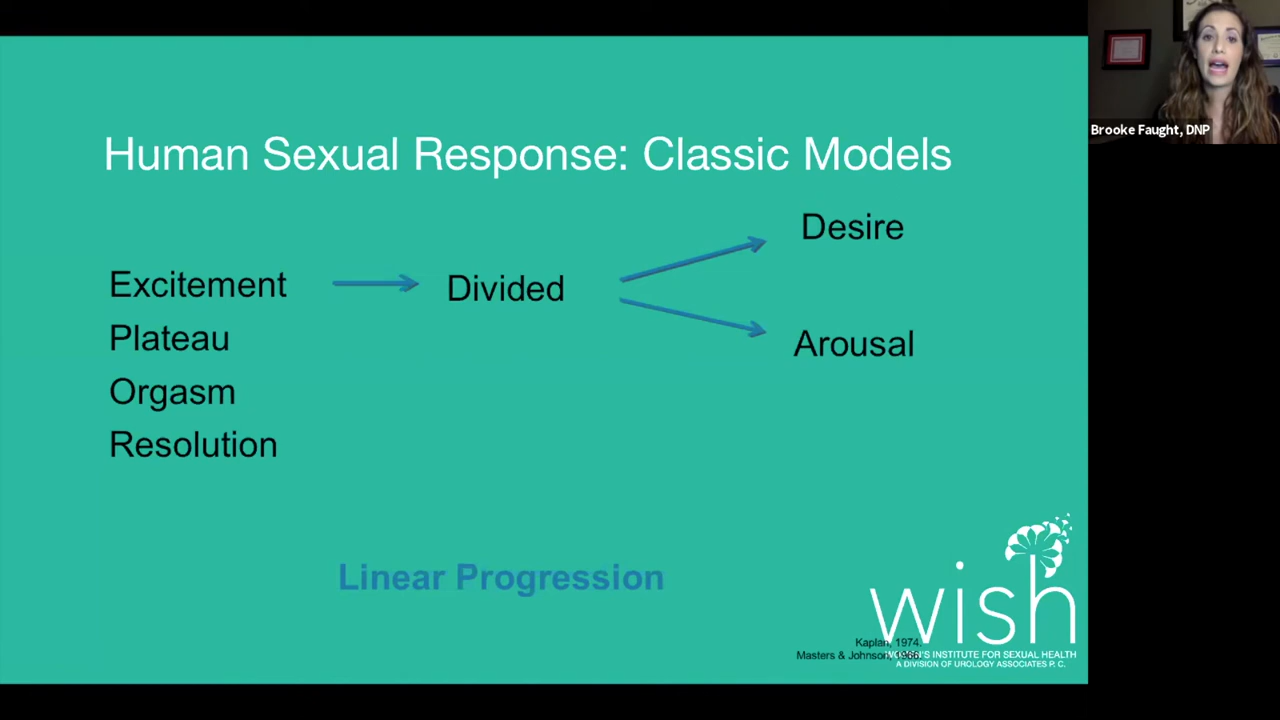 Human Sexual Response: Classic Models
Desire
Excitement
Divided
Plateau
Arousal
Orgasm
Resolution
Linear Progression
wish
Kaplan, 1974.
Masters & Johnson, 1966.
WOMEN'S INSTITUTE FOR SEXUAL HEALTH
A DIVISION OF UROLOGY ASSOCIATES P. C.
Brooke Faught, DNP